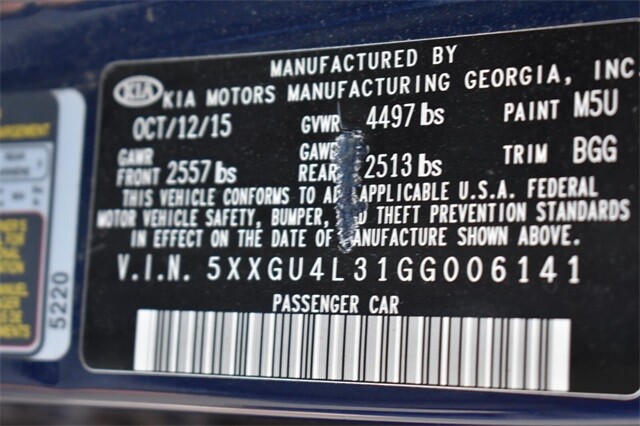 MANUFACTURED BY
KIA KIA MOTORS MANUFACTURING GEORGIA, INC.
OCT/12/15 GVWR 4497 lbs PAINT M5U
GAWR FRONT 2557 lbs GAWR REAR 2513 lbs TRIM BGG
THIS VEHICLE CONFORMS TO APPLICABLE U.S.A. FEDERAL
MOTOR VEHICLE SAFETY, BUMPER, THEFT PREVENTION STANDARDS
IN EFFECT ON THE DATE OF MANUFACTURE SHOWN ABOVE.
V.I.N. 5XXGU4L31GG006141
PASSENGER CAR
5220